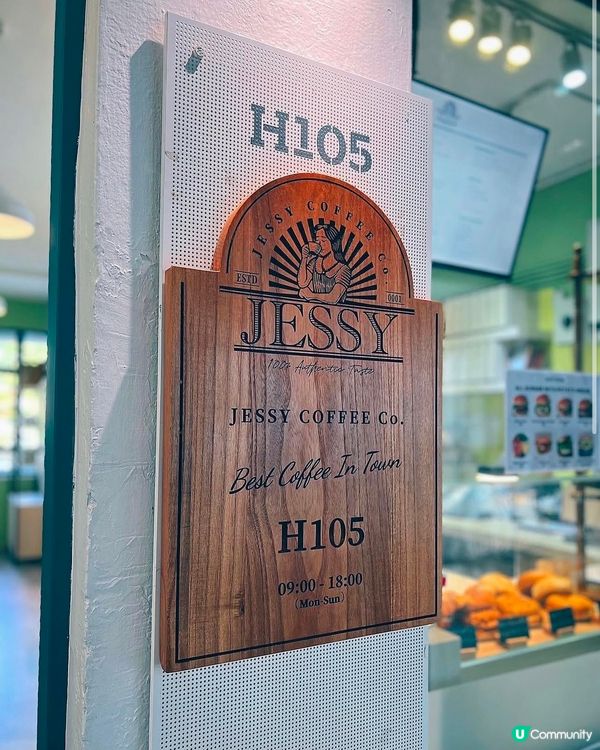 H105
JESSY COFFEE Co.
ESTD
0001
JESSY
100% Authentic Taste
JESSY COFFEE Co.
Best Coffee In Town
H105
09:00 - 18:00
(Mon-Sun)
U Community